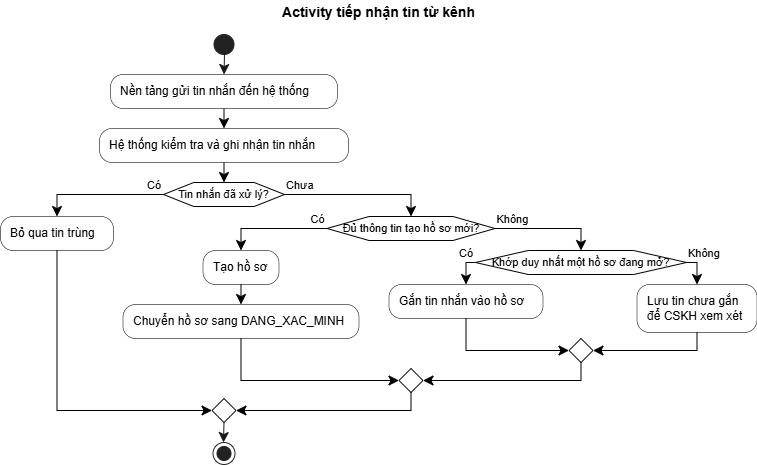 Activity tiếp nhận tin từ kênh
Nền tảng gửi tin nhắn đến hệ thống
Hệ thống kiểm tra và ghi nhận tin nhắn
Có
Tin nhắn đã xử lý?
Chưa
Bỏ qua tin trùng
Có
Đủ thông tin tạo hồ sơ mới?
Không
Tạo hồ sơ
Có
Khớp duy nhất một hồ sơ đang mở?
Không
Chuyển hồ sơ sang DANG_XAC_MINH
Gắn tin nhắn vào hồ sơ
Lưu tin chưa gắn
để CSKH xem xét